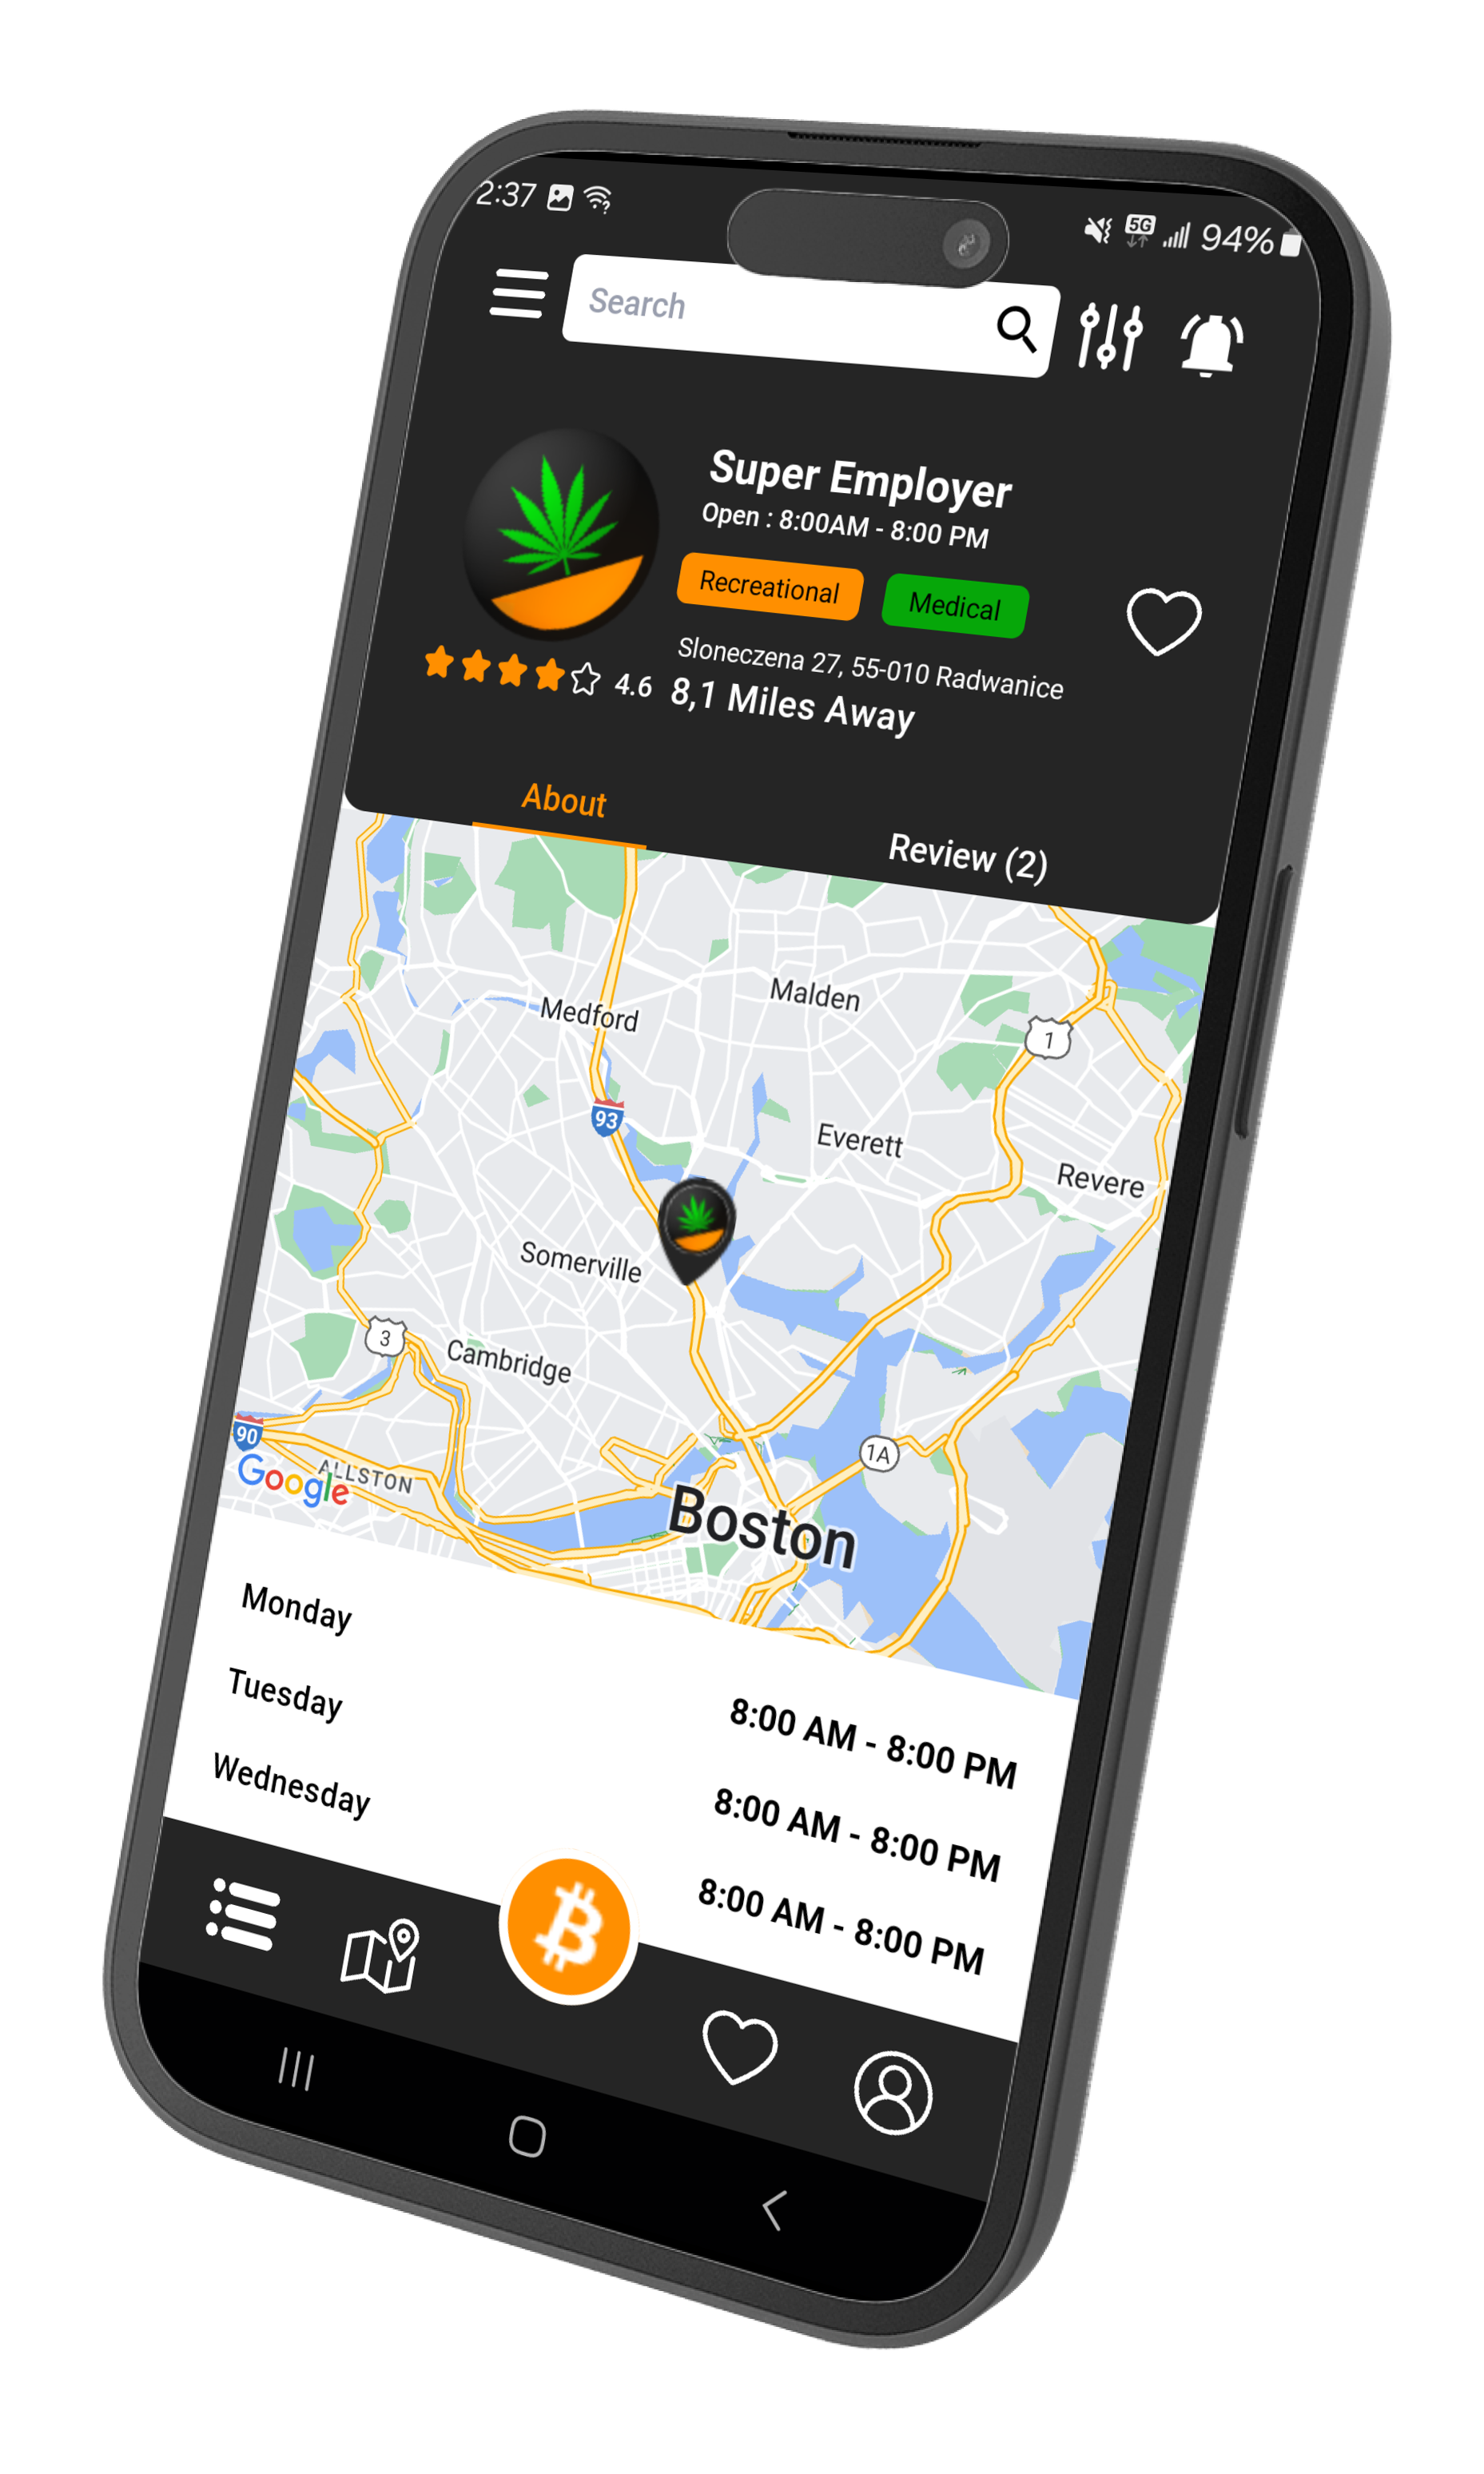 2:37
5G
94%
Search
Super Employer
Open : 8:00AM - 8:00 PM
Recreational
Medical
Sloneczena 27, 55-010 Radwanice
4.6
8,1 Miles Away
About
Review (2)
Malden
Medford
1
93
Everett
Revere
Somerville
3
Cambridge
90
1A
ALLSTON
Google
Boston
Monday
8:00 AM - 8:00 PM
Tuesday
8:00 AM - 8:00 PM
Wednesday
8:00 AM - 8:00 PM